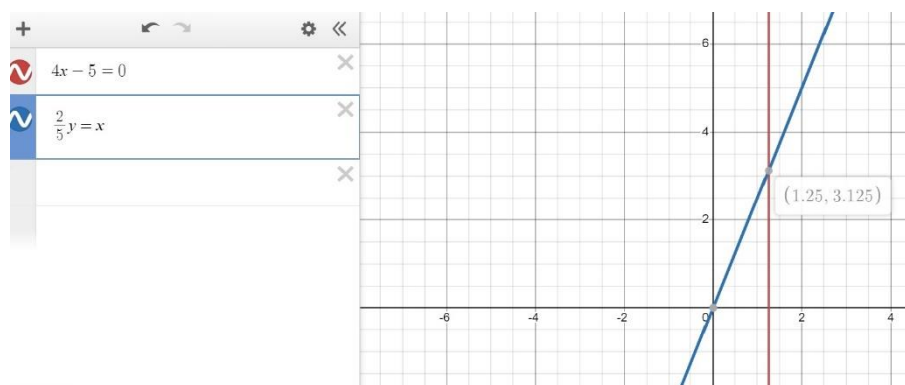 4x − 5 = 0
2/5 y = x
6
4
2
(1.25, 3.125)
-6 -4 -2 0 2 4